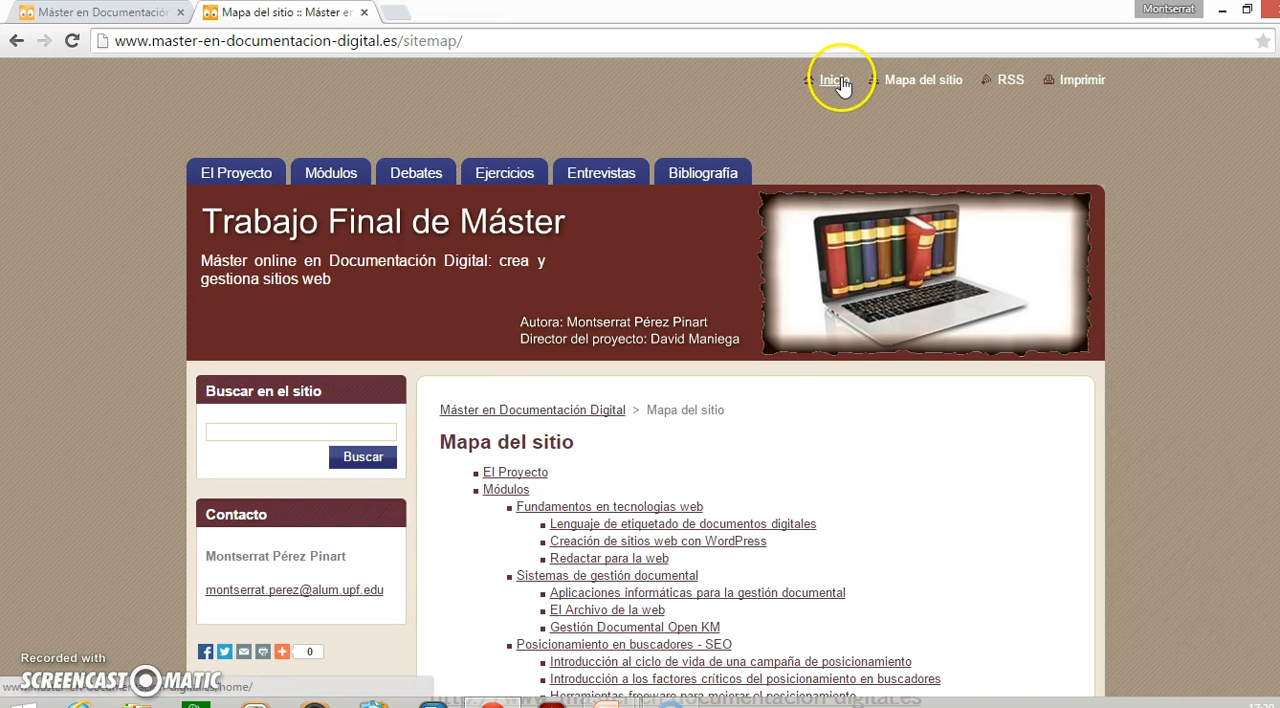 Máster en Documentación
Mapa del sitio :: Máster en
Montserrat
www.master-en-documentacion-digital.es/sitemap/
Inicio
Mapa del sitio
RSS
Imprimir
El Proyecto
Módulos
Debates
Ejercicios
Entrevistas
Bibliografía
Trabajo Final de Máster
Máster online en Documentación Digital: crea y
gestiona sitios web
Autora: Montserrat Pérez Pinart
Director del proyecto: David Maniega
Buscar en el sitio
Buscar
Contacto
Montserrat Pérez Pinart
montserrat.perez@alum.upf.edu
0
Máster en Documentación Digital > Mapa del sitio
Mapa del sitio
El Proyecto
Módulos
Fundamentos en tecnologias web
Lenguaje de etiquetado de documentos digitales
Creación de sitios web con WordPress
Redactar para la web
Sistemas de gestión documental
Aplicaciones informáticas para la gestión documental
El Archivo de la web
Gestión Documental Open KM
Posicionamiento en buscadores - SEO
Introducción al ciclo de vida de una campaña de posicionamiento
Introducción a los factores críticos del posicionamiento en buscadores
Herramientas freeware para mejorar el posicionamiento
Recorded with
SCREENCAST-O-MATIC
17:20